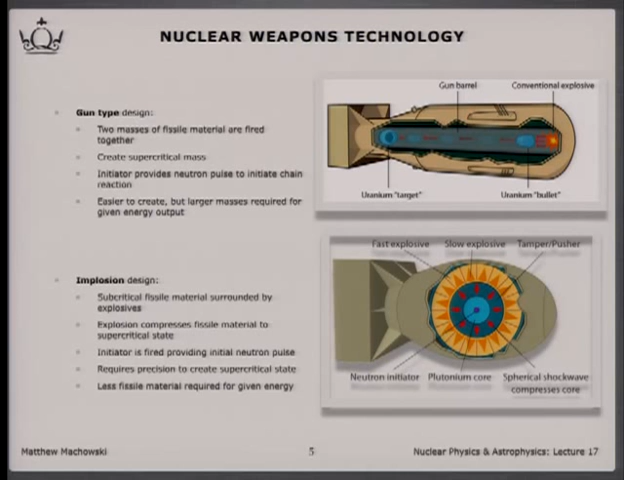 NUCLEAR WEAPONS TECHNOLOGY
Gun type design:
Two masses of fissile material are fired
together
Create supercritical mass
Initiator provides neutron pulse to initiate chain
reaction
Easier to create, but larger masses required for
given energy output
Gun barrel
Conventional explosive
Uranium "target"
Uranium "bullet"
Implosion design:
Subcritical fissile material surrounded by
explosives
Explosion compresses fissile material to
supercritical state
Initiator is fired providing initial neutron pulse
Requires precision to create supercritical state
Less fissile material required for given energy
Fast explosive
Slow explosive
Tamper/Pusher
Neutron initiator
Plutonium core
Spherical shockwave
compresses core
Matthew Machowski
5
Nuclear Physics & Astrophysics: Lecture 17